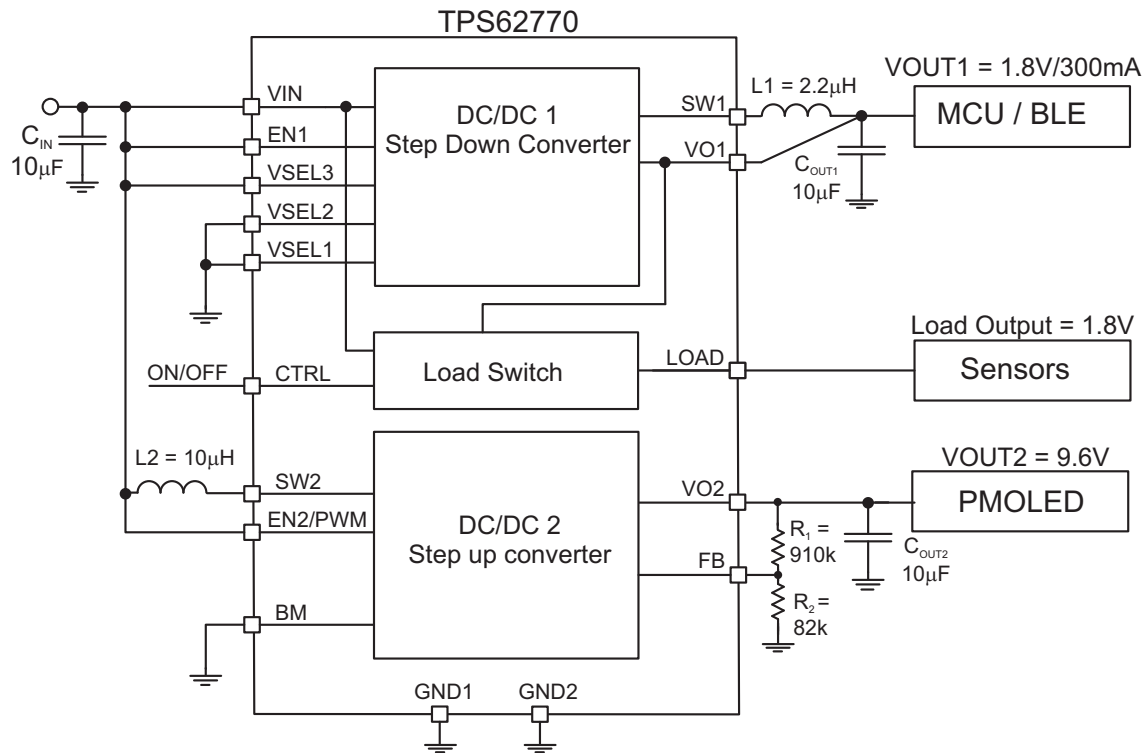 TPS62770
VIN
EN1
VSEL3
VSEL2
VSEL1
C_IN
10μF
DC/DC 1
Step Down Converter
SW1
VO1
L1 = 2.2μH
C_OUT1
10μF
VOUT1 = 1.8V/300mA
MCU / BLE
ON/OFF
CTRL
Load Switch
LOAD
Load Output = 1.8V
Sensors
L2 = 10μH
SW2
EN2/PWM
BM
DC/DC 2
Step up converter
VO2
FB
R_1 =
910k
R_2 =
82k
C_OUT2
10μF
VOUT2 = 9.6V
PMOLED
GND1
GND2